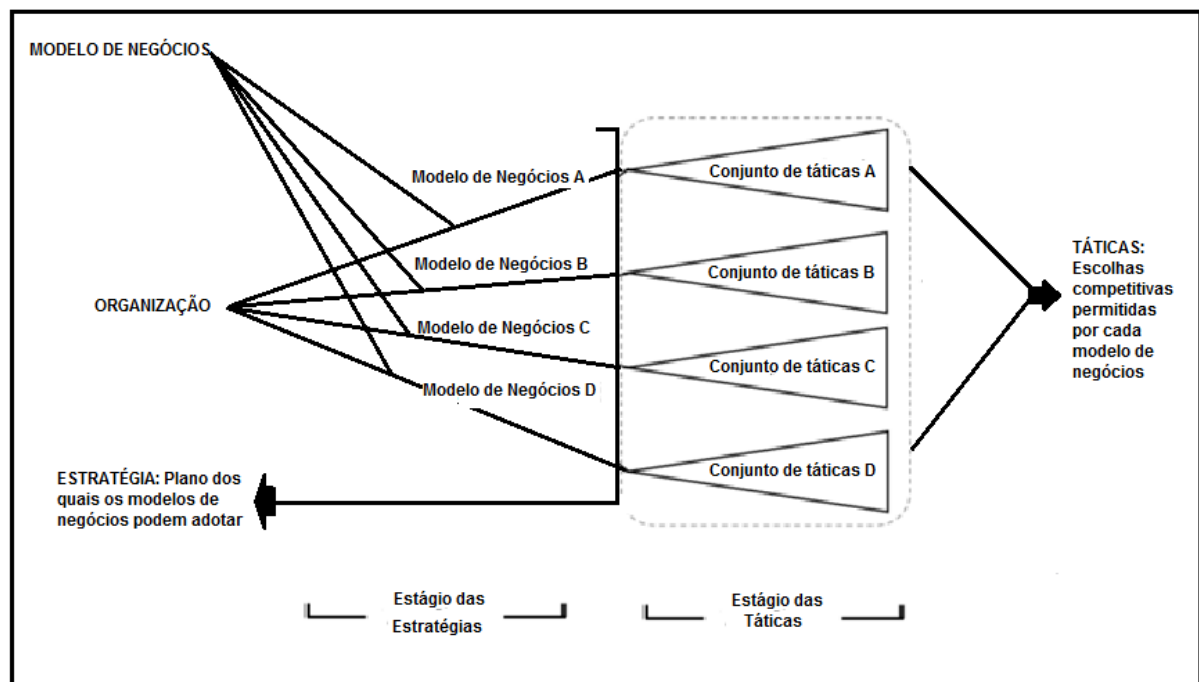 MODELO DE NEGÓCIOS
Modelo de Negócios A
Modelo de Negócios B
ORGANIZAÇÃO
Modelo de Negócios C
Modelo de Negócios D
Conjunto de táticas A
Conjunto de táticas B
Conjunto de táticas C
Conjunto de táticas D
TÁTICAS:
Escolhas
competitivas
permitidas
por cada
modelo de
negócios
ESTRATÉGIA: Plano dos
quais os modelos de
negócios podem adotar
Estágio das
Estratégias
Estágio das
Táticas